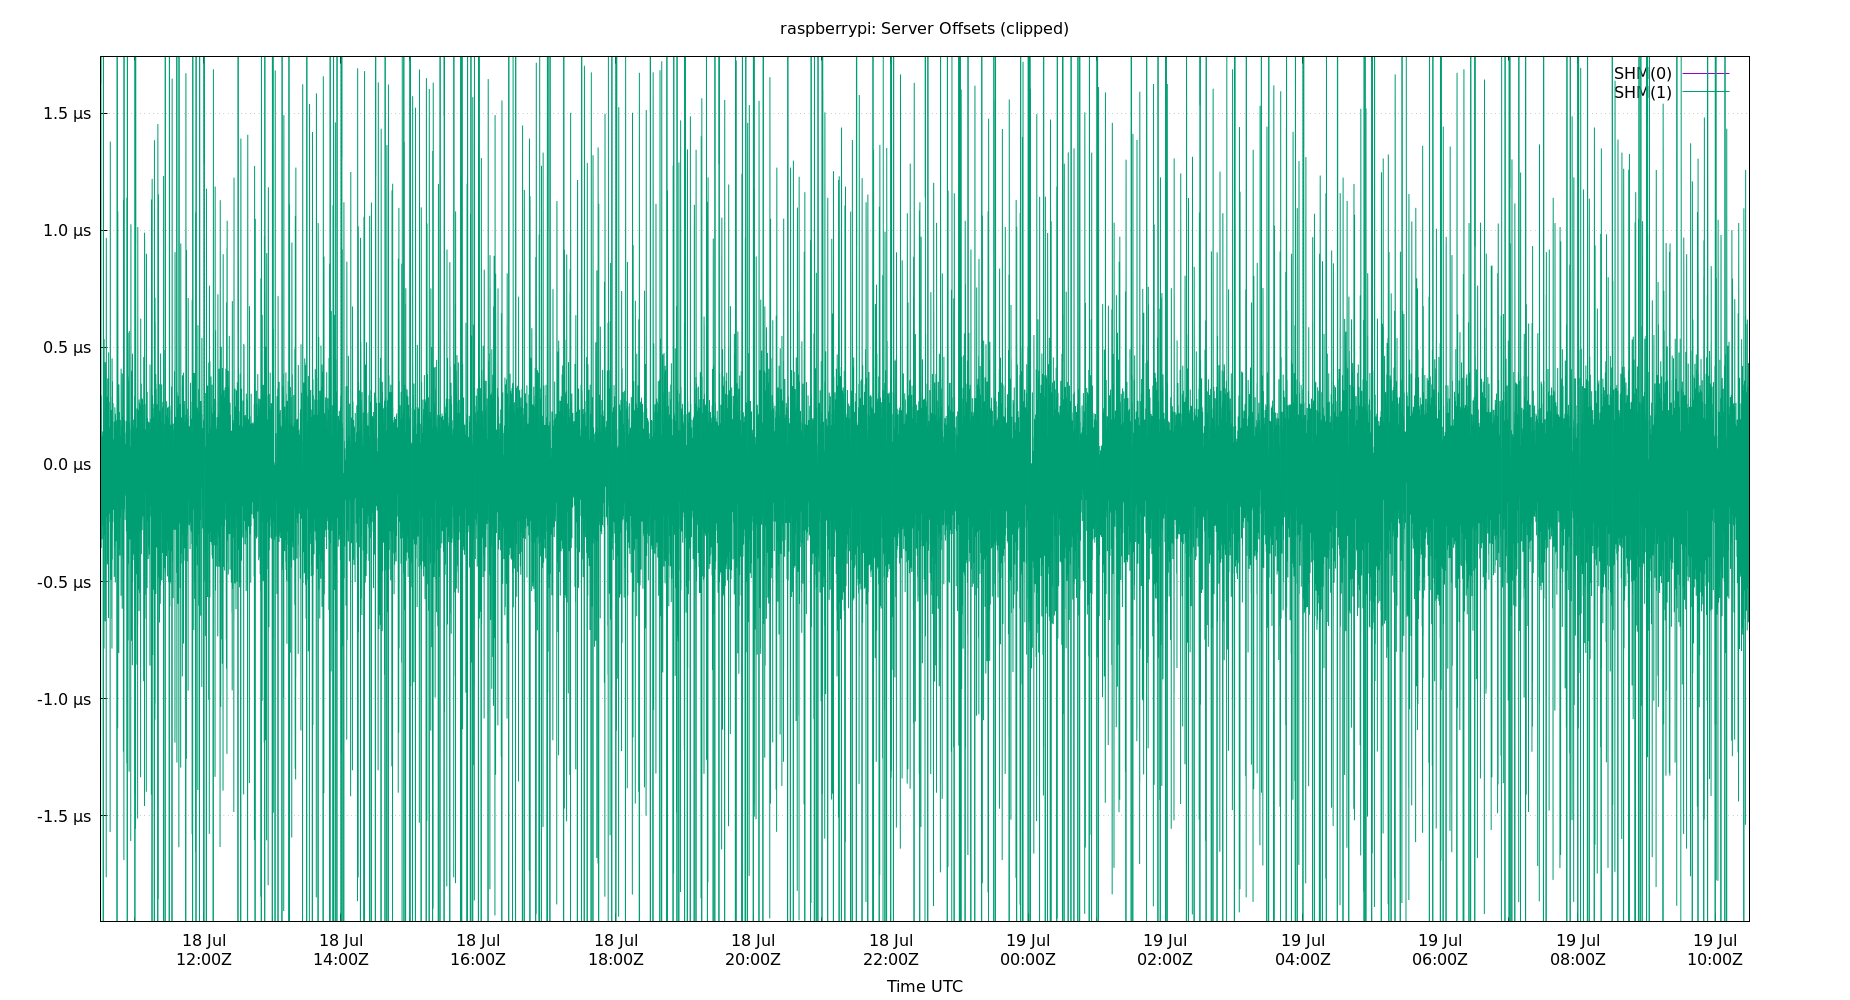 raspberrypi: Server Offsets (clipped)
SHM(0)
SHM(1)
1.5 µs
1.0 µs
0.5 µs
0.0 µs
-0.5 µs
-1.0 µs
-1.5 µs
18 Jul 18 Jul 18 Jul 18 Jul 18 Jul 18 Jul 19 Jul 19 Jul 19 Jul 19 Jul 19 Jul 19 Jul
12:00Z 14:00Z 16:00Z 18:00Z 20:00Z 22:00Z 00:00Z 02:00Z 04:00Z 06:00Z 08:00Z 10:00Z
Time UTC